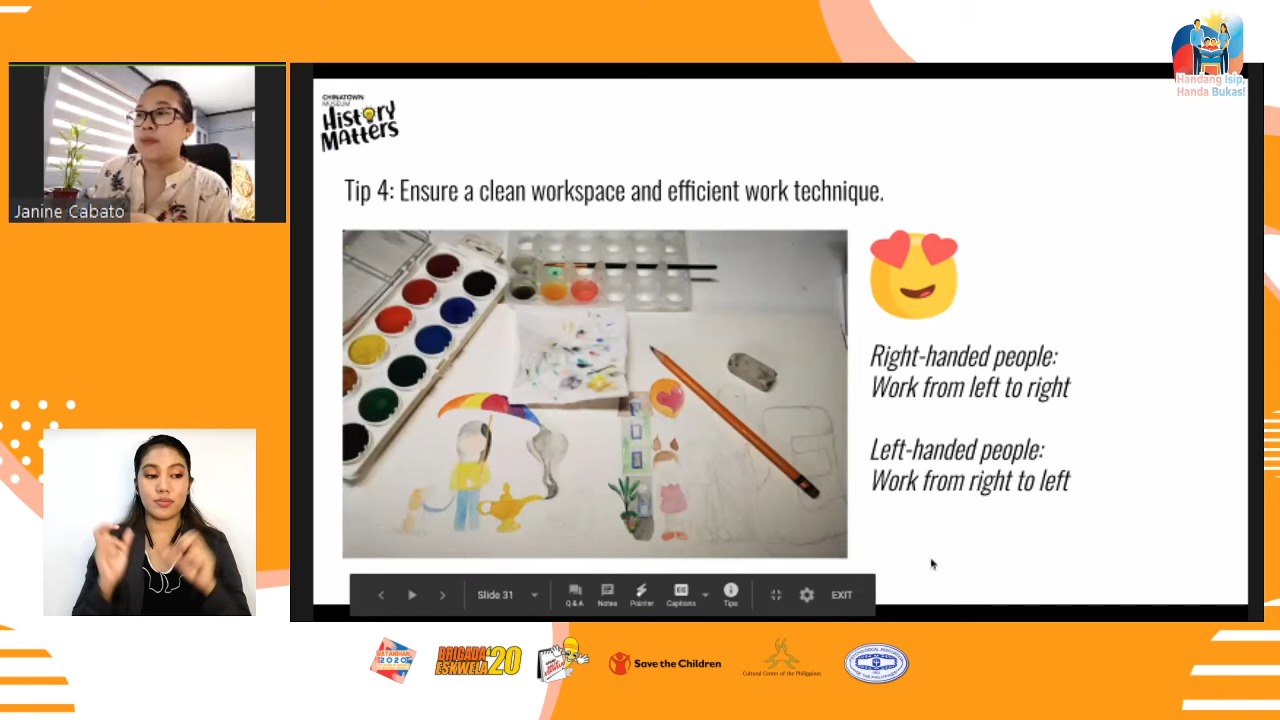 Handang Isip,
Handa Bukas!
CHINATOWN
MUSEUM
History
Matters
Tip 4: Ensure a clean workspace and efficient work technique.
Janine Cabato
Right-handed people:
Work from left to right
Left-handed people:
Work from right to left
Slide 31
Q&A
Notes
Pointer
Captions
Tips
EXIT
2020
BRIGADA
ESKWELA '20
Save the Children
Cultural Center of the Philippines